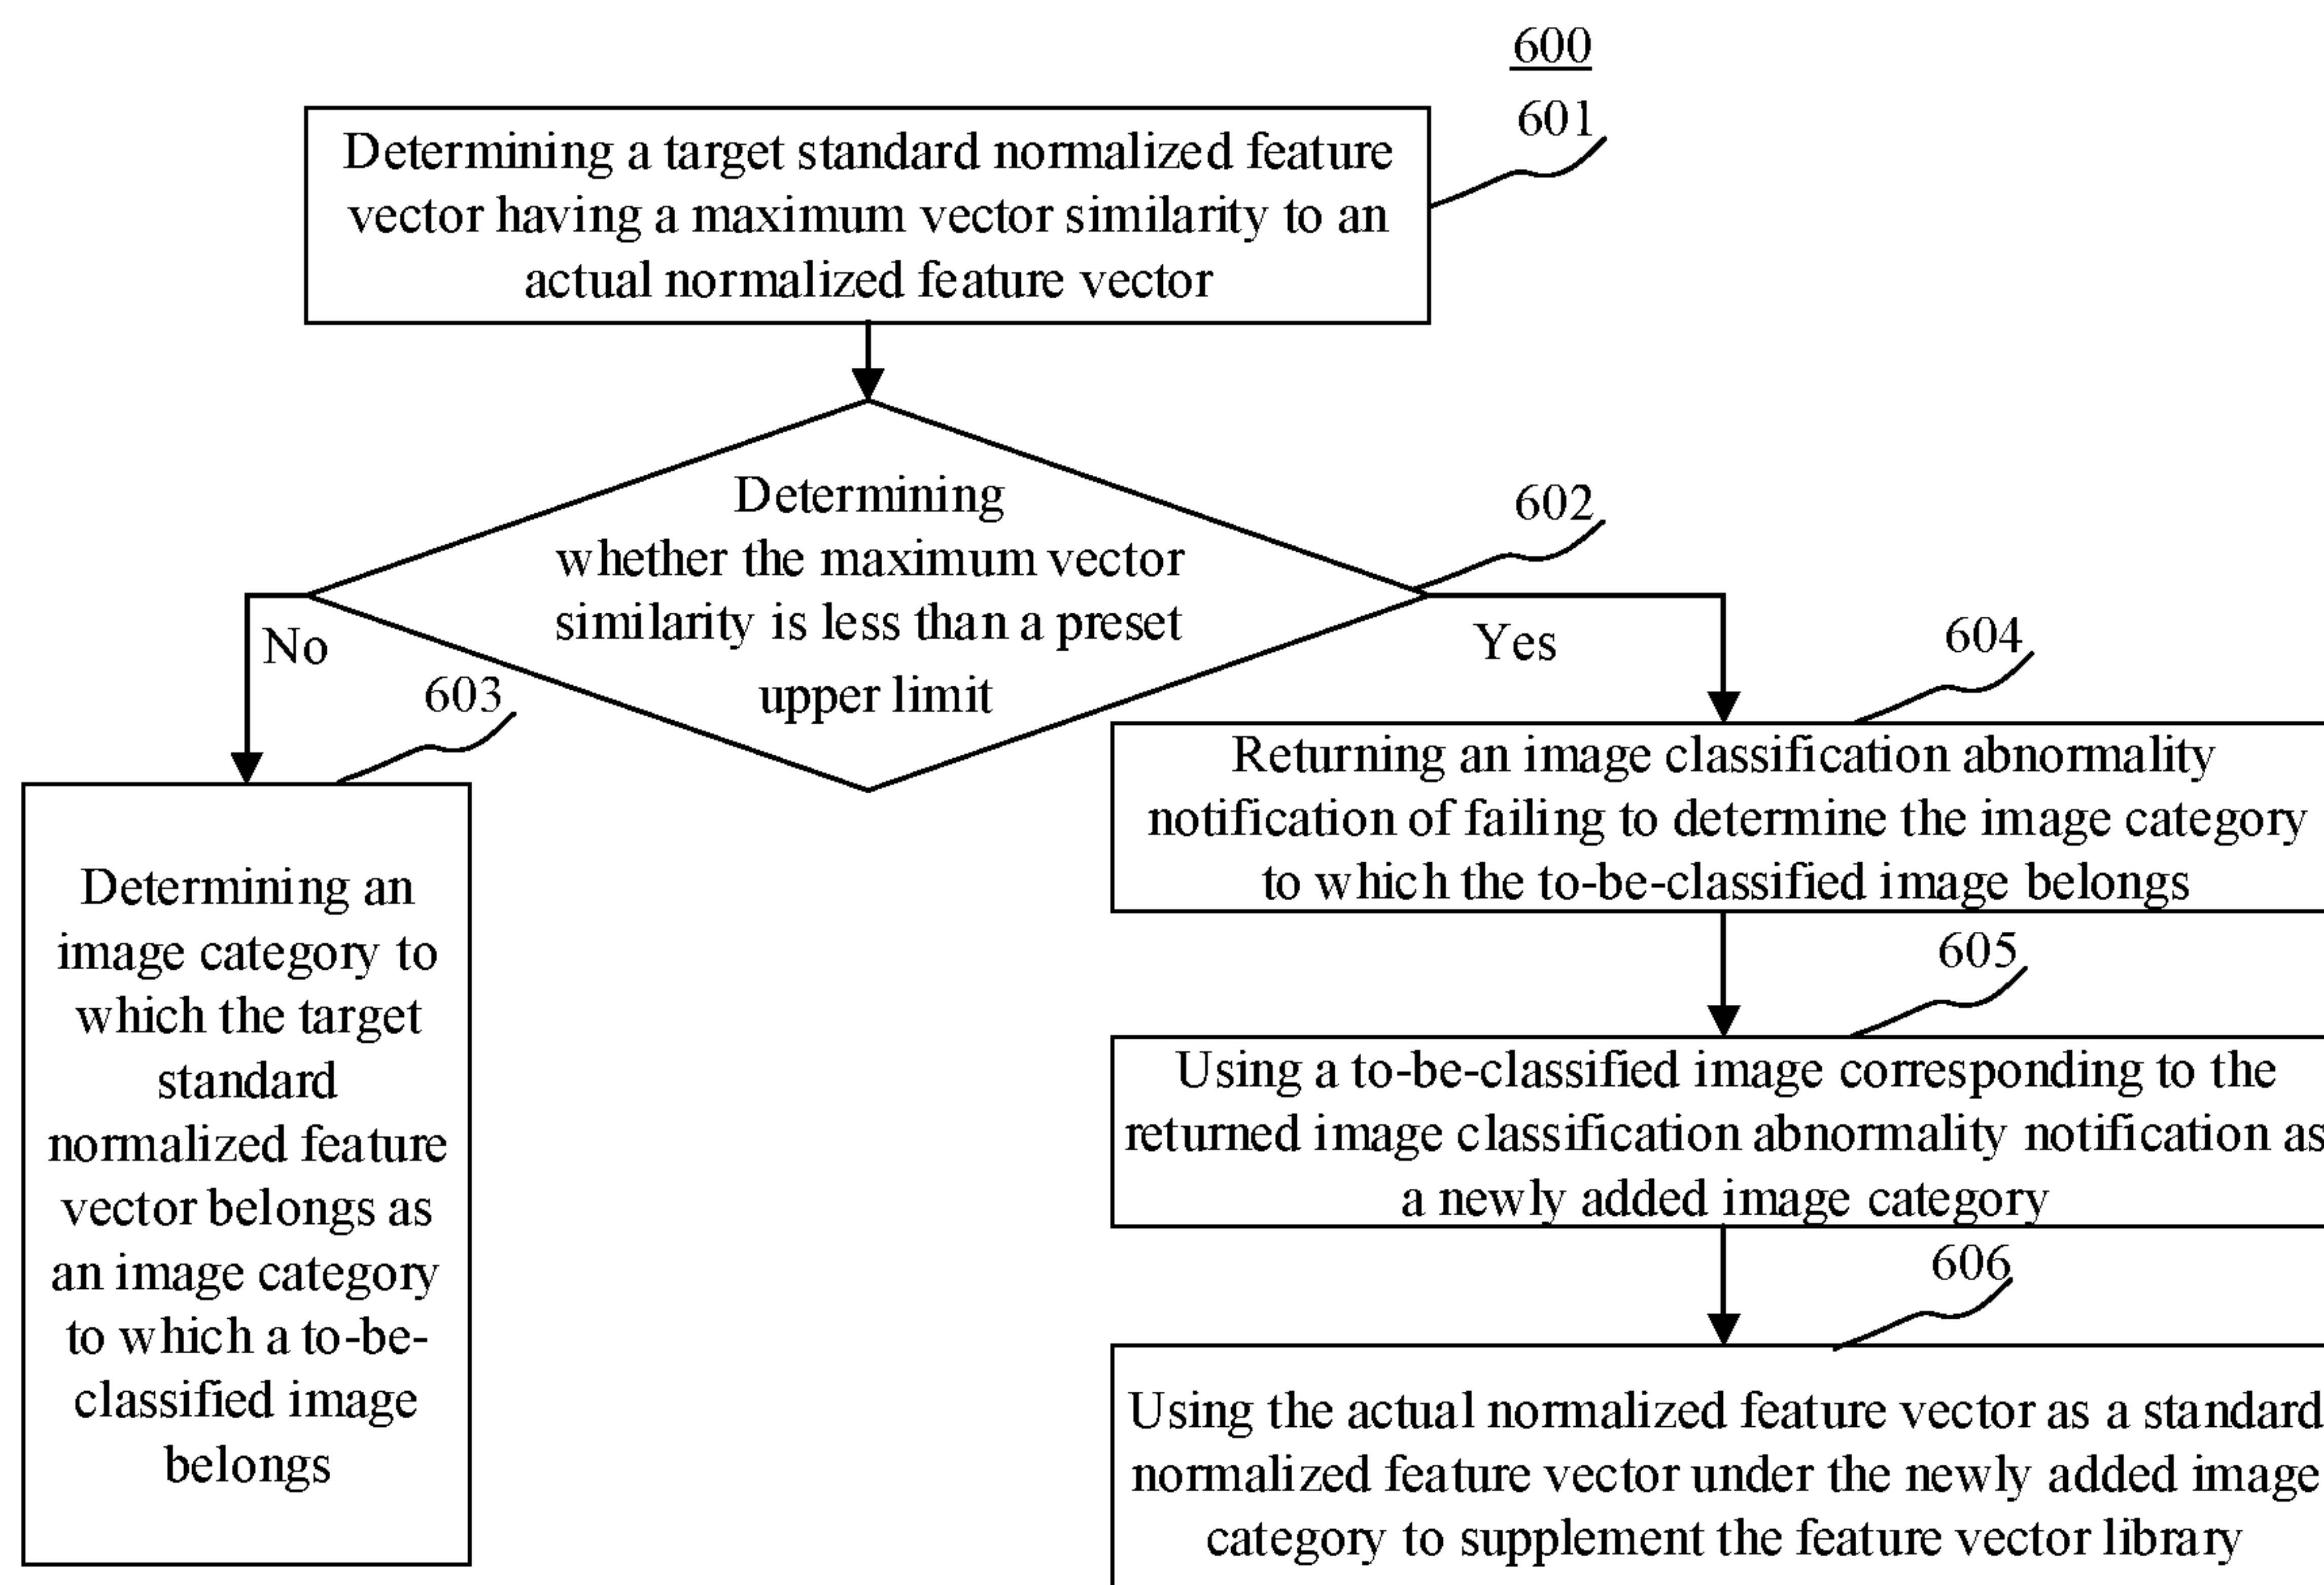 600
601
Determining a target standard normalized feature
vector having a maximum vector similarity to an
actual normalized feature vector
602
Determining
whether the maximum vector
similarity is less than a preset
upper limit
No
Yes
603
Determining an
image category to
which the target
standard
normalized feature
vector belongs as
an image category
to which a to-be-
classified image
belongs
604
Returning an image classification abnormality
notification of failing to determine the image category
to which the to-be-classified image belongs
605
Using a to-be-classified image corresponding to the
returned image classification abnormality notification as
a newly added image category
606
Using the actual normalized feature vector as a standard
normalized feature vector under the newly added image
category to supplement the feature vector library